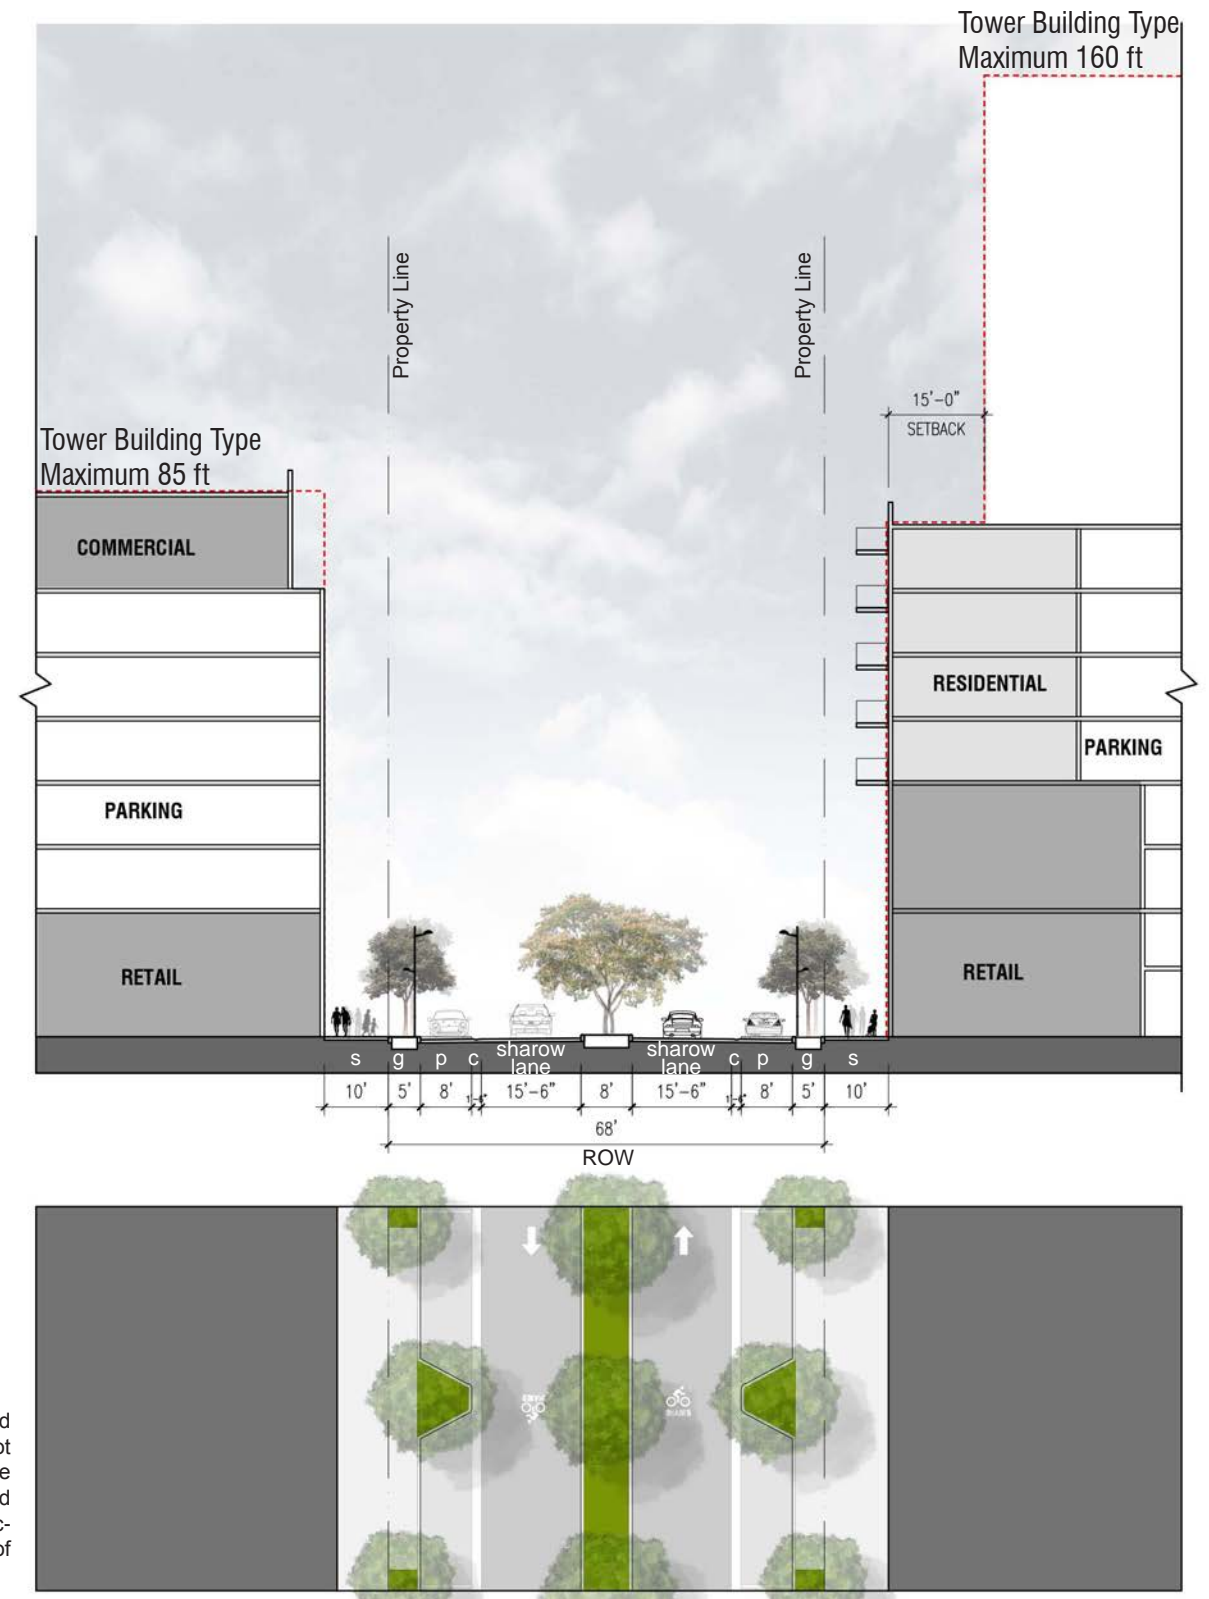 Tower Building Type
Maximum 160 ft
Property Line
Property Line
15'-0"
SETBACK
Tower Building Type
Maximum 85 ft
COMMERCIAL
RESIDENTIAL
PARKING
PARKING
RETAIL
RETAIL
s g p c sharow lane sharow lane c p g s
10' 5' 8' 15'-6" 8' 15'-6" 8' 5' 10'
68'
ROW
d
ot
e
d
c-
of